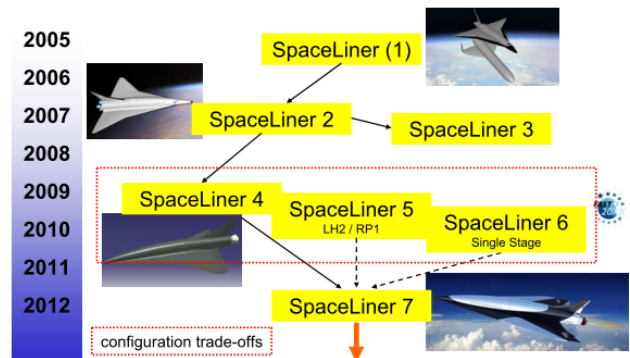 2005
SpaceLiner (1)
2006
2007
SpaceLiner 2
SpaceLiner 3
2008
2009
SpaceLiner 4
SpaceLiner 5
LH2 / RP1
2010
SpaceLiner 6
Single Stage
2011
2012
SpaceLiner 7
configuration trade-offs